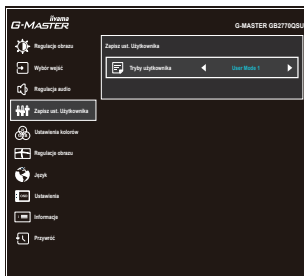 iiyama
G-MASTER
G-MASTER GB2770QSU
Regulacje obrazu
Zapisz ust. Użytkownika
Tryby użytkownika
User Mode 1
Wybór wejść
Regulacja audio
Zapisz ust. Użytkownika
Ustawienia kolorów
Regulacja obrazu
Język
Ustawienia
Informacje
Przywróć